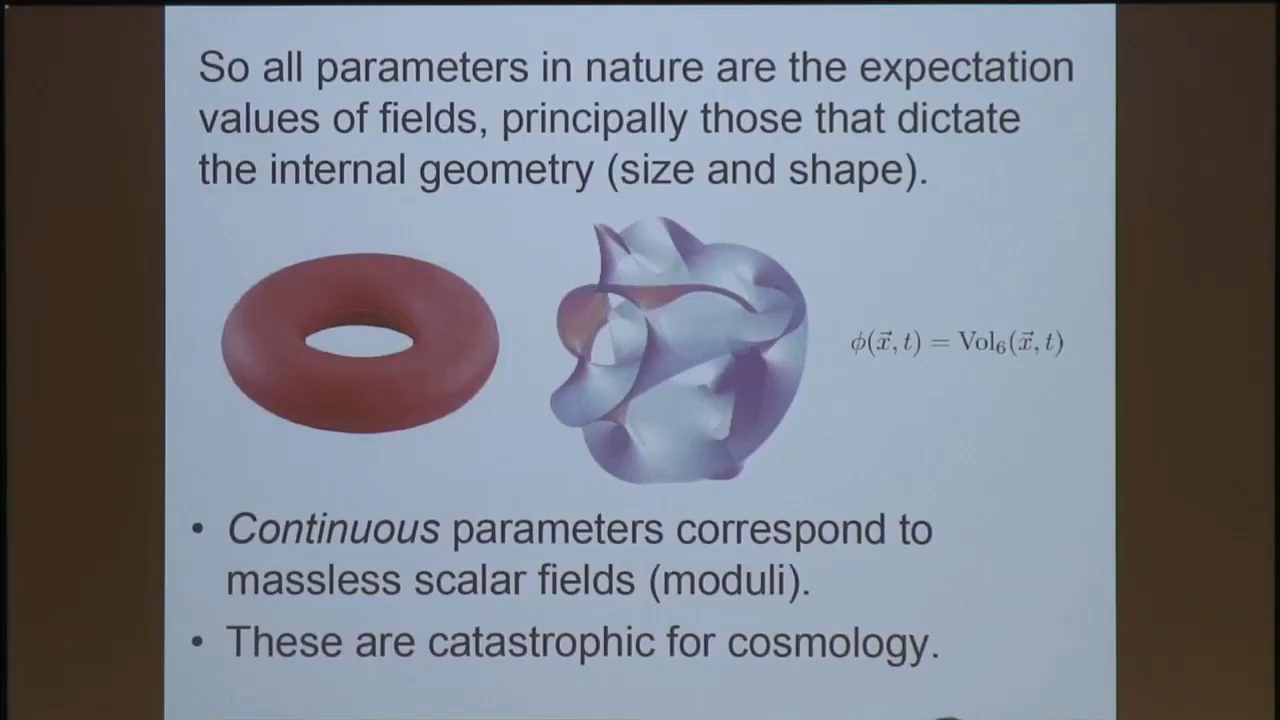 So all parameters in nature are the expectation
values of fields, principally those that dictate
the internal geometry (size and shape).
ϕ(x⃗, t) = Vol₆(x⃗, t)
• Continuous parameters correspond to
massless scalar fields (moduli).
• These are catastrophic for cosmology.